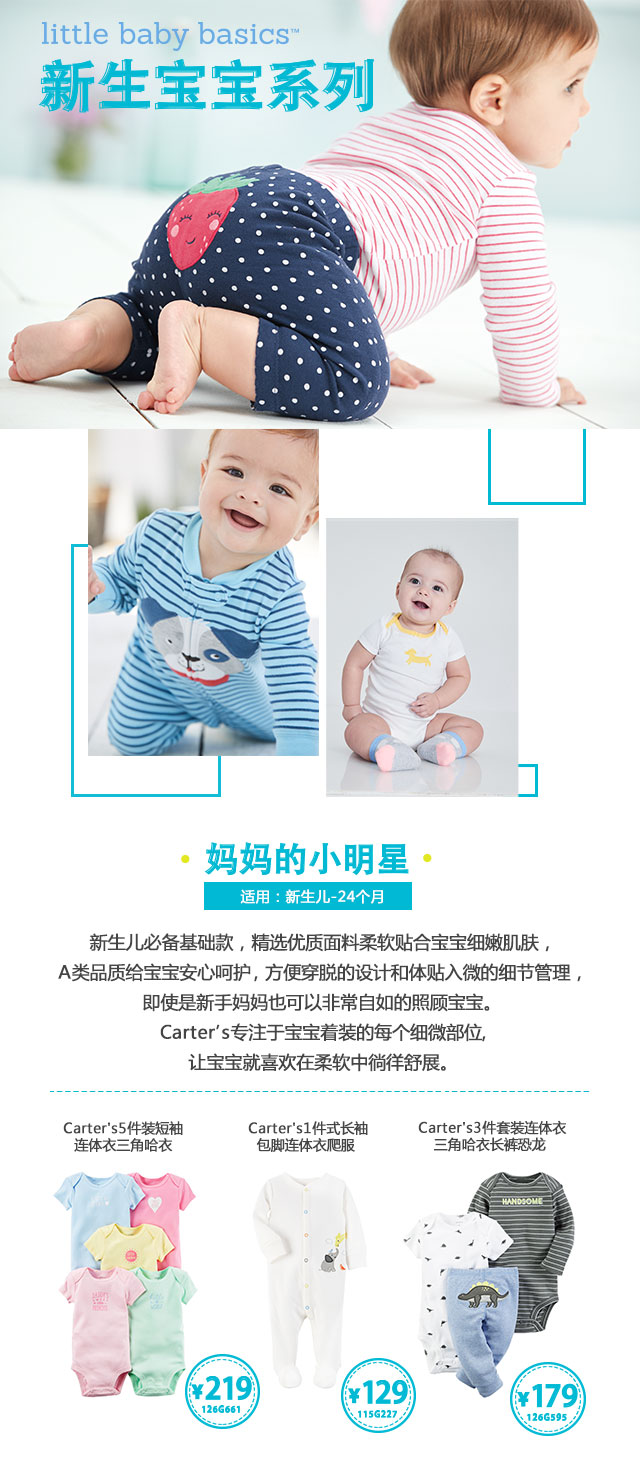 little baby basics™
新生宝宝系列
妈妈的小明星
适用：新生儿-24个月
新生儿必备基础款，精选优质面料柔软贴合宝宝细嫩肌肤，
A类品质给宝宝安心呵护，方便穿脱的设计和体贴入微的细节管理，
即使是新手妈妈也可以非常自如的照顾宝宝。
Carter's专注于宝宝着装的每个细微部位,
让宝宝就喜欢在柔软中徜徉舒展。
Carter's5件装短袖
连体衣三角哈衣
Carter's1件式长袖
包脚连体衣爬服
Carter's3件套装连体衣
三角哈衣长裤恐龙
HANDSOME
¥219
126G661
¥129
115G227
¥179
126G595